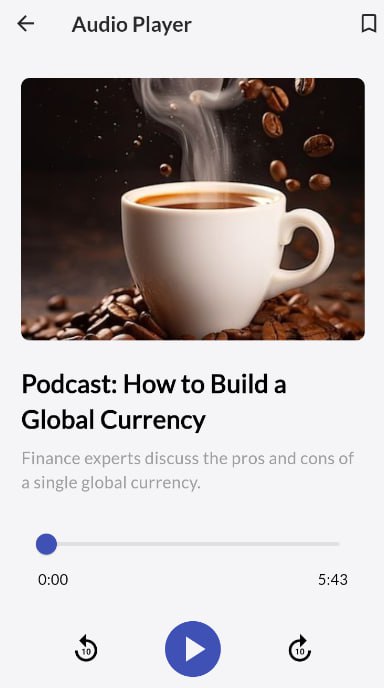 Audio Player
Podcast: How to Build a
Global Currency
Finance experts discuss the pros and cons of
a single global currency.
0:00
5:43
10
10